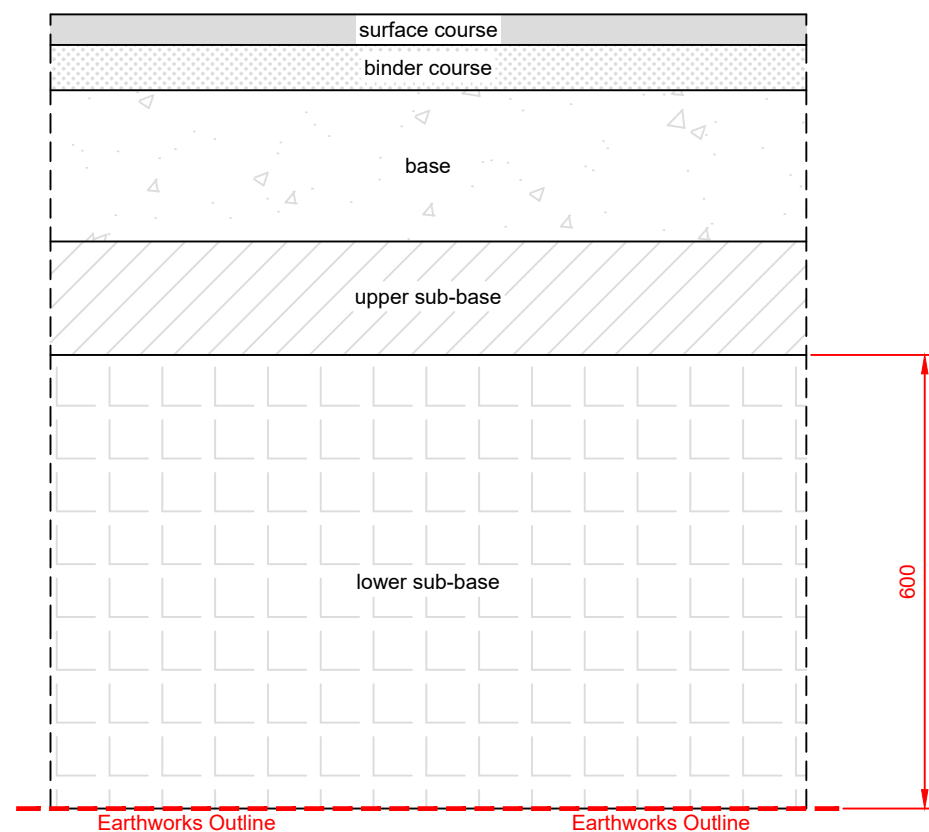 surface course
binder course
base
upper sub-base
lower sub-base
600
Earthworks Outline
Earthworks Outline